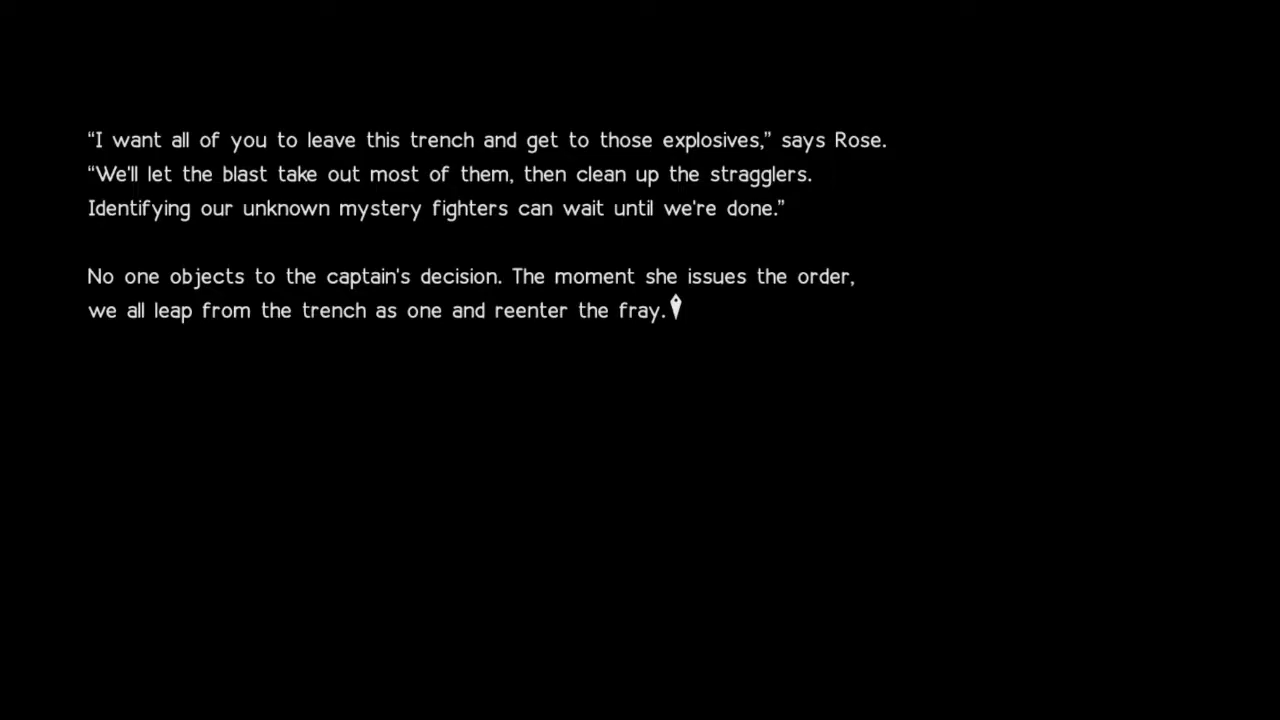 “I want all of you to leave this trench and get to those explosives,” says Rose.
“We'll let the blast take out most of them, then clean up the stragglers.
Identifying our unknown mystery fighters can wait until we're done.”
No one objects to the captain's decision. The moment she issues the order,
we all leap from the trench as one and reenter the fray.